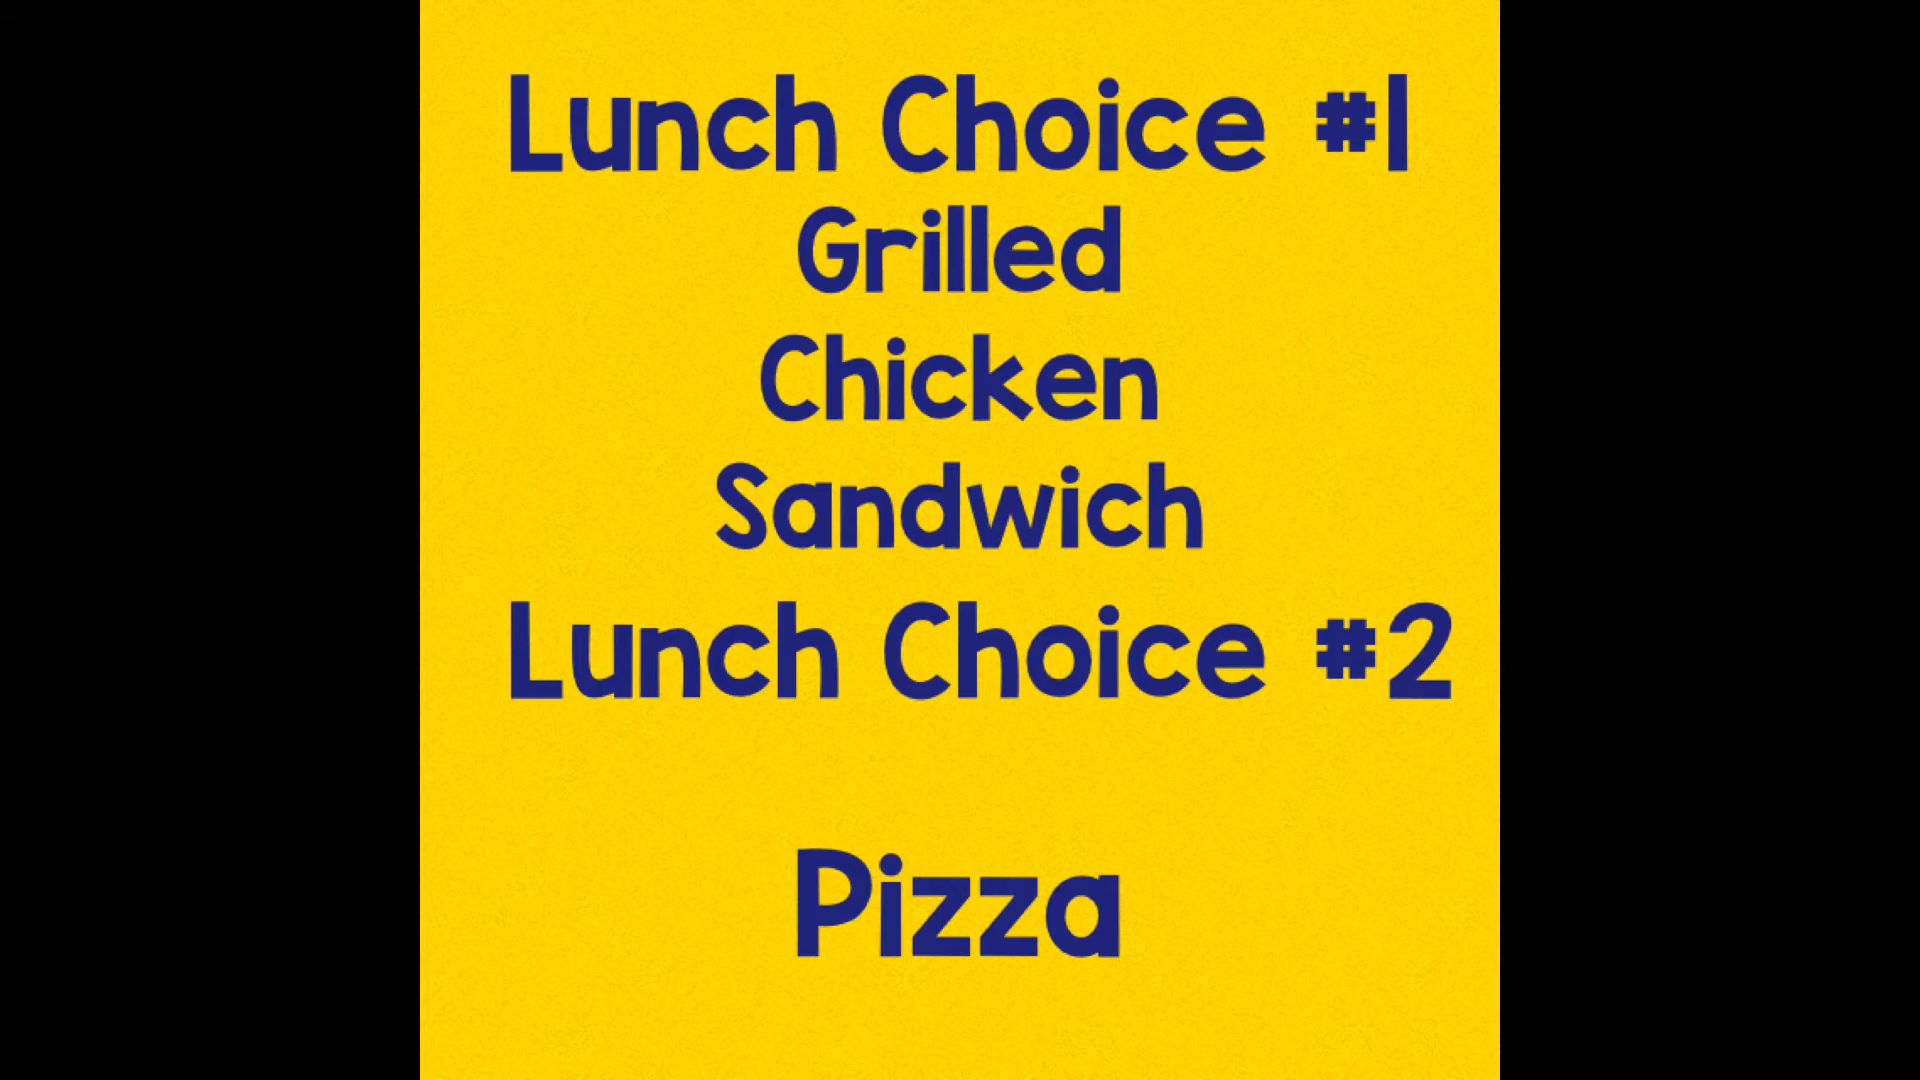 Lunch Choice #1
Grilled
Chicken
Sandwich
Lunch Choice #2
Pizza